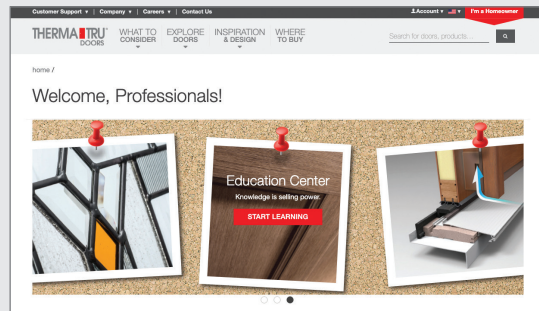 Customer Support ▾ | Company ▾ | Careers ▾ | Contact Us
Account ▾
I'm a Homeowner
THERMA TRU®
DOORS
WHAT TO
CONSIDER
EXPLORE
DOORS
INSPIRATION
& DESIGN
WHERE
TO BUY
Search for doors, products…
home /
Welcome, Professionals!
Education Center
Knowledge is selling power.
START LEARNING